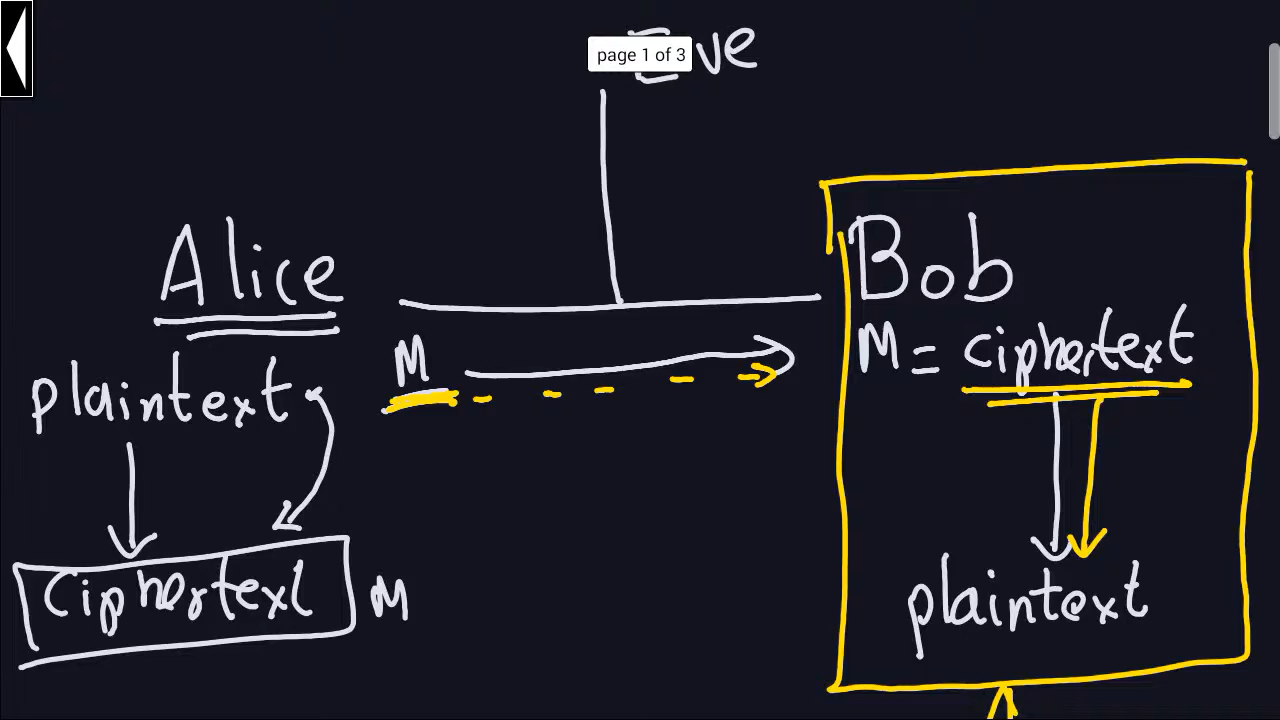 page 1 of 3
Eve
Alice
Bob
M
M = ciphertext
plaintext
Ciphertext M
plaintext